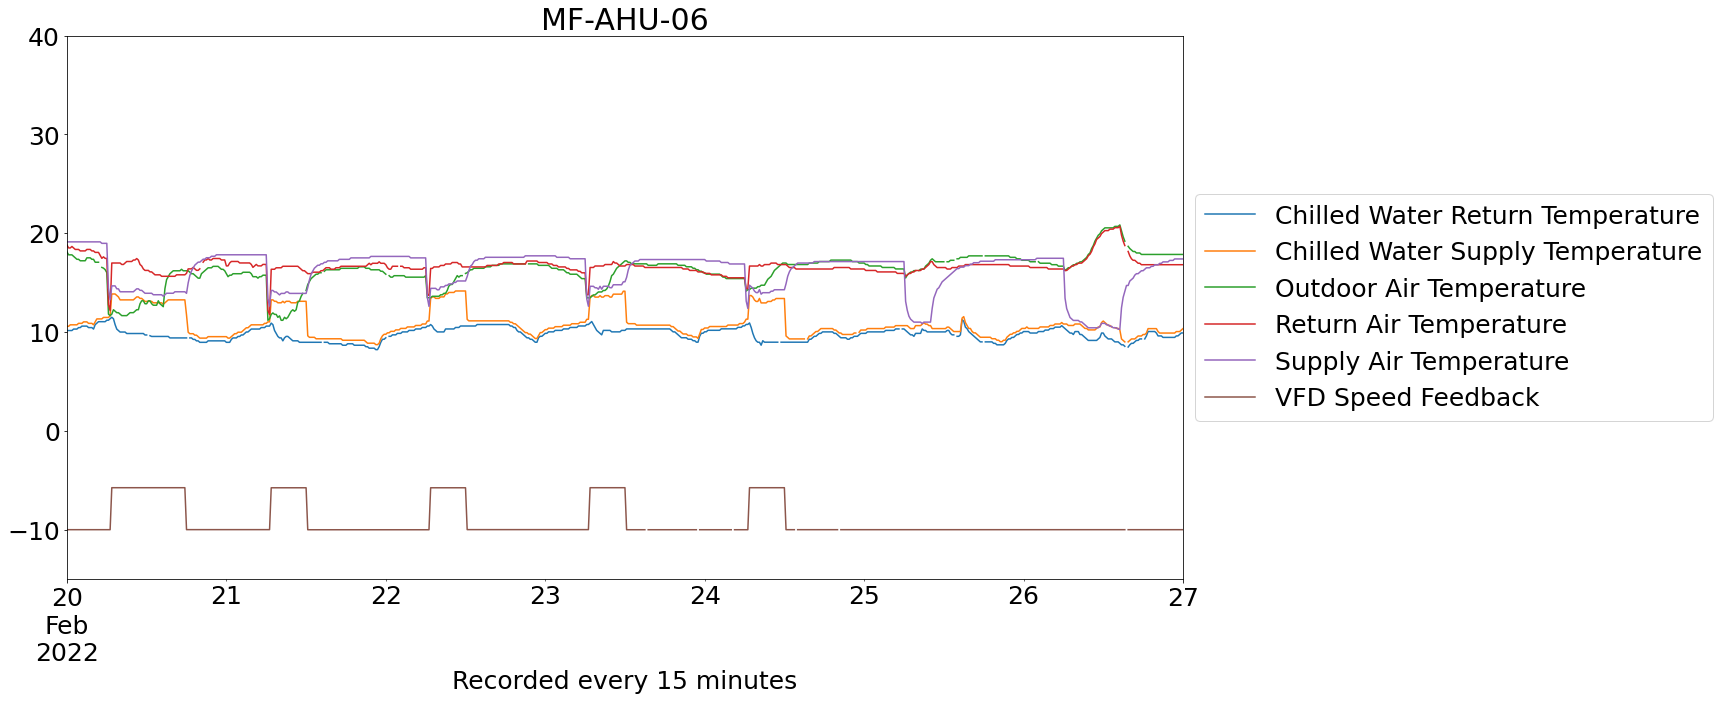 MF-AHU-06
40
30
20
10
0
−10
20
21
22
23
24
25
26
27
Feb
2022
Recorded every 15 minutes
Chilled Water Return Temperature
Chilled Water Supply Temperature
Outdoor Air Temperature
Return Air Temperature
Supply Air Temperature
VFD Speed Feedback